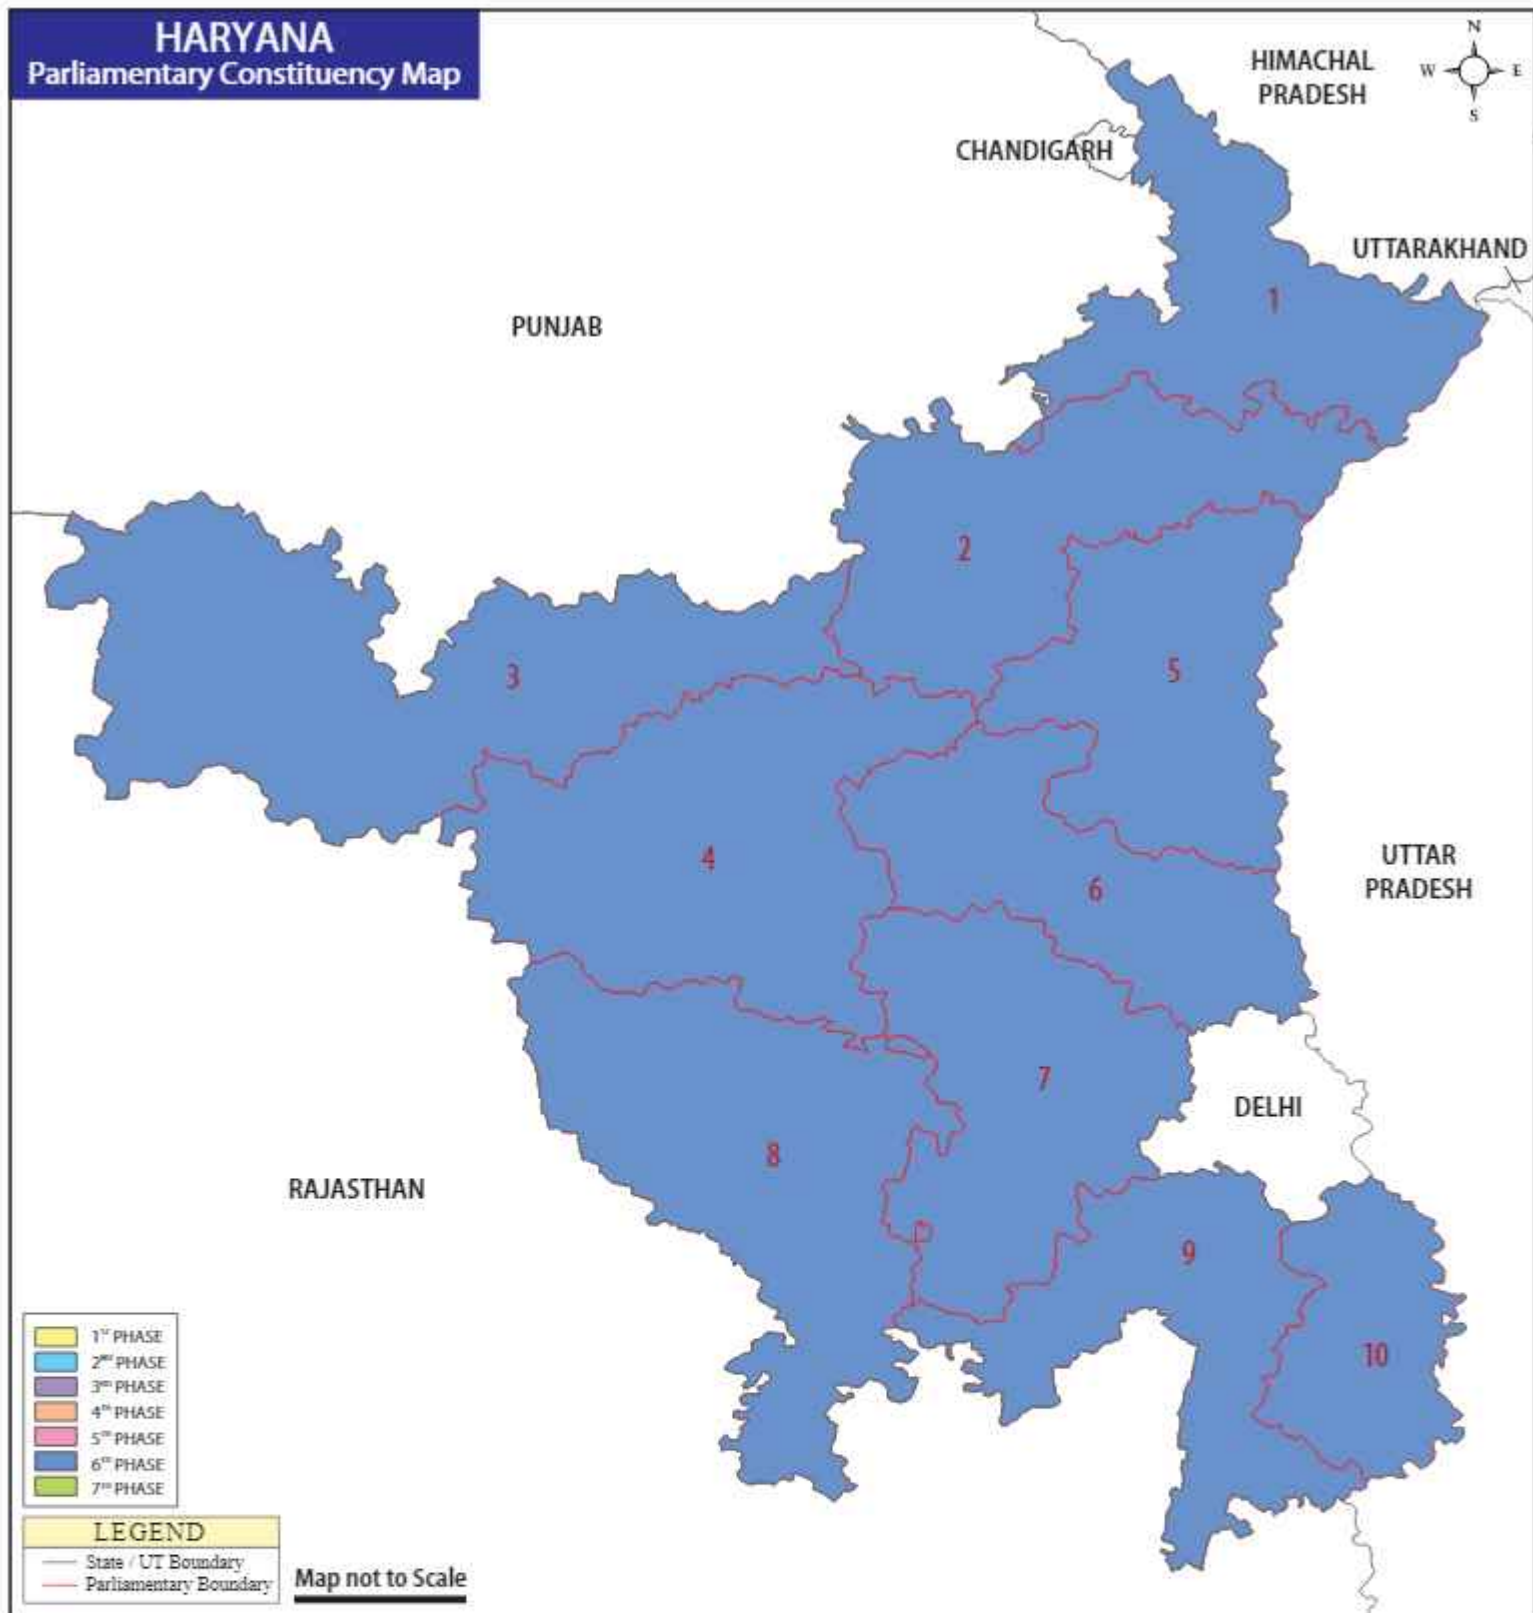 HARYANA
Parliamentary Constituency Map
HIMACHAL
PRADESH
N
W E
S
CHANDIGARH
UTTARAKHAND
1
PUNJAB
2
3
5
4
6
UTTAR
PRADESH
7
DELHI
8
RAJASTHAN
9
10
1ST PHASE
2ND PHASE
3RD PHASE
4TH PHASE
5TH PHASE
6TH PHASE
7TH PHASE
LEGEND
State / UT Boundary
Parliamentary Boundary
Map not to Scale